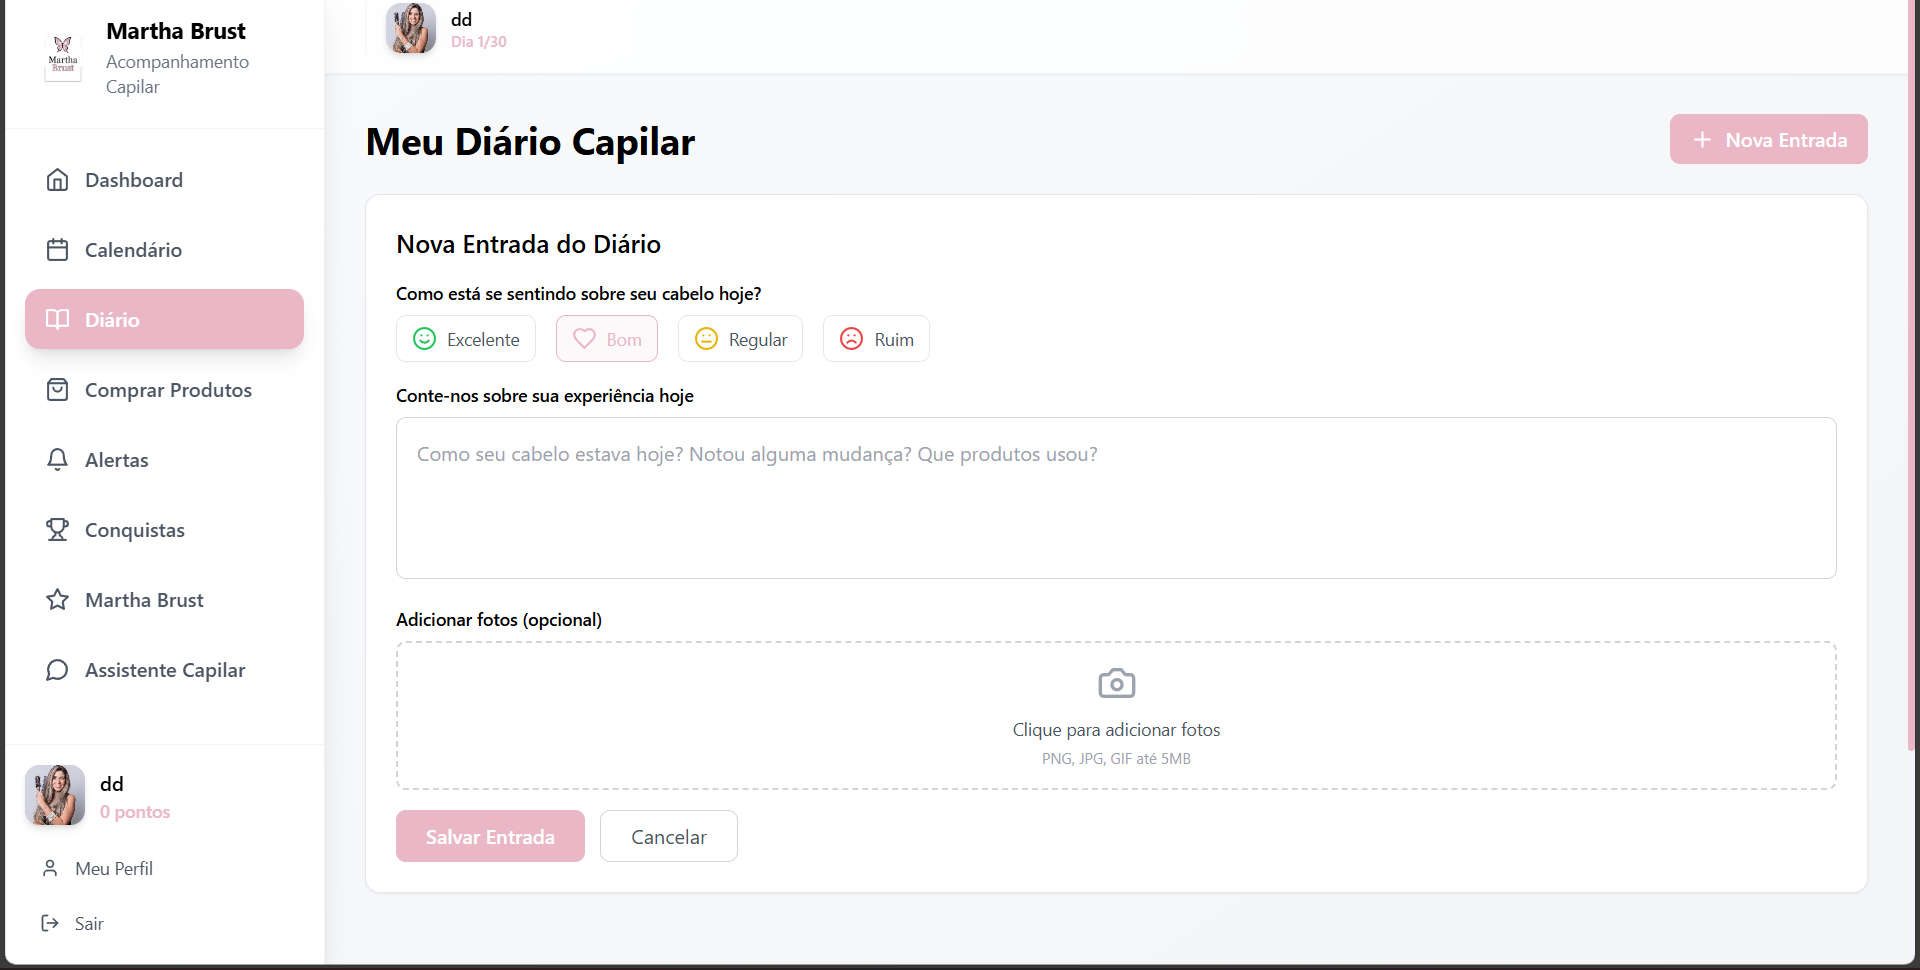 Martha
Brust
Martha Brust
Acompanhamento
Capilar
Dashboard
Calendário
Diário
Comprar Produtos
Alertas
Conquistas
Martha Brust
Assistente Capilar
dd
0 pontos
Meu Perfil
Sair
dd
Dia 1/30
Meu Diário Capilar
Nova Entrada
Nova Entrada do Diário
Como está se sentindo sobre seu cabelo hoje?
Excelente
Bom
Regular
Ruim
Conte-nos sobre sua experiência hoje
Como seu cabelo estava hoje? Notou alguma mudança? Que produtos usou?
Adicionar fotos (opcional)
Clique para adicionar fotos
PNG, JPG, GIF até 5MB
Salvar Entrada
Cancelar